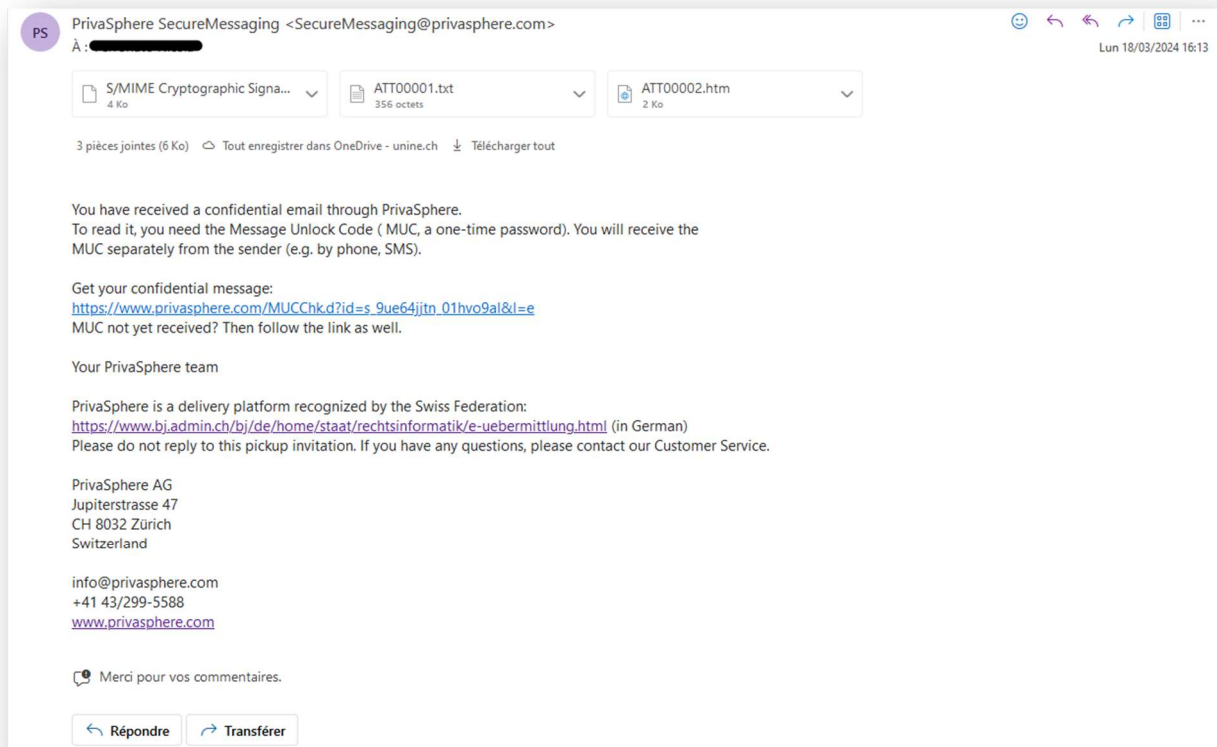 PS
PrivaSphere SecureMessaging <SecureMessaging@privasphere.com>
À :
Lun 18/03/2024 16:13
S/MIME Cryptographic Signa...
4 Ko
ATT00001.txt
356 octets
ATT00002.htm
2 Ko
3 pièces jointes (6 Ko) Tout enregistrer dans OneDrive - unine.ch Télécharger tout
You have received a confidential email through PrivaSphere.
To read it, you need the Message Unlock Code ( MUC, a one-time password). You will receive the
MUC separately from the sender (e.g. by phone, SMS).
Get your confidential message:
https://www.privasphere.com/MUCChk.d?id=s_9ue64jjtn_01hvo9al&l=e
MUC not yet received? Then follow the link as well.
Your PrivaSphere team
PrivaSphere is a delivery platform recognized by the Swiss Federation:
https://www.bj.admin.ch/bj/de/home/staat/rechtsinformatik/e-uebermittlung.html (in German)
Please do not reply to this pickup invitation. If you have any questions, please contact our Customer Service.
PrivaSphere AG
Jupiterstrasse 47
CH 8032 Zürich
Switzerland
info@privasphere.com
+41 43/299-5588
www.privasphere.com
Merci pour vos commentaires.
Répondre Transférer